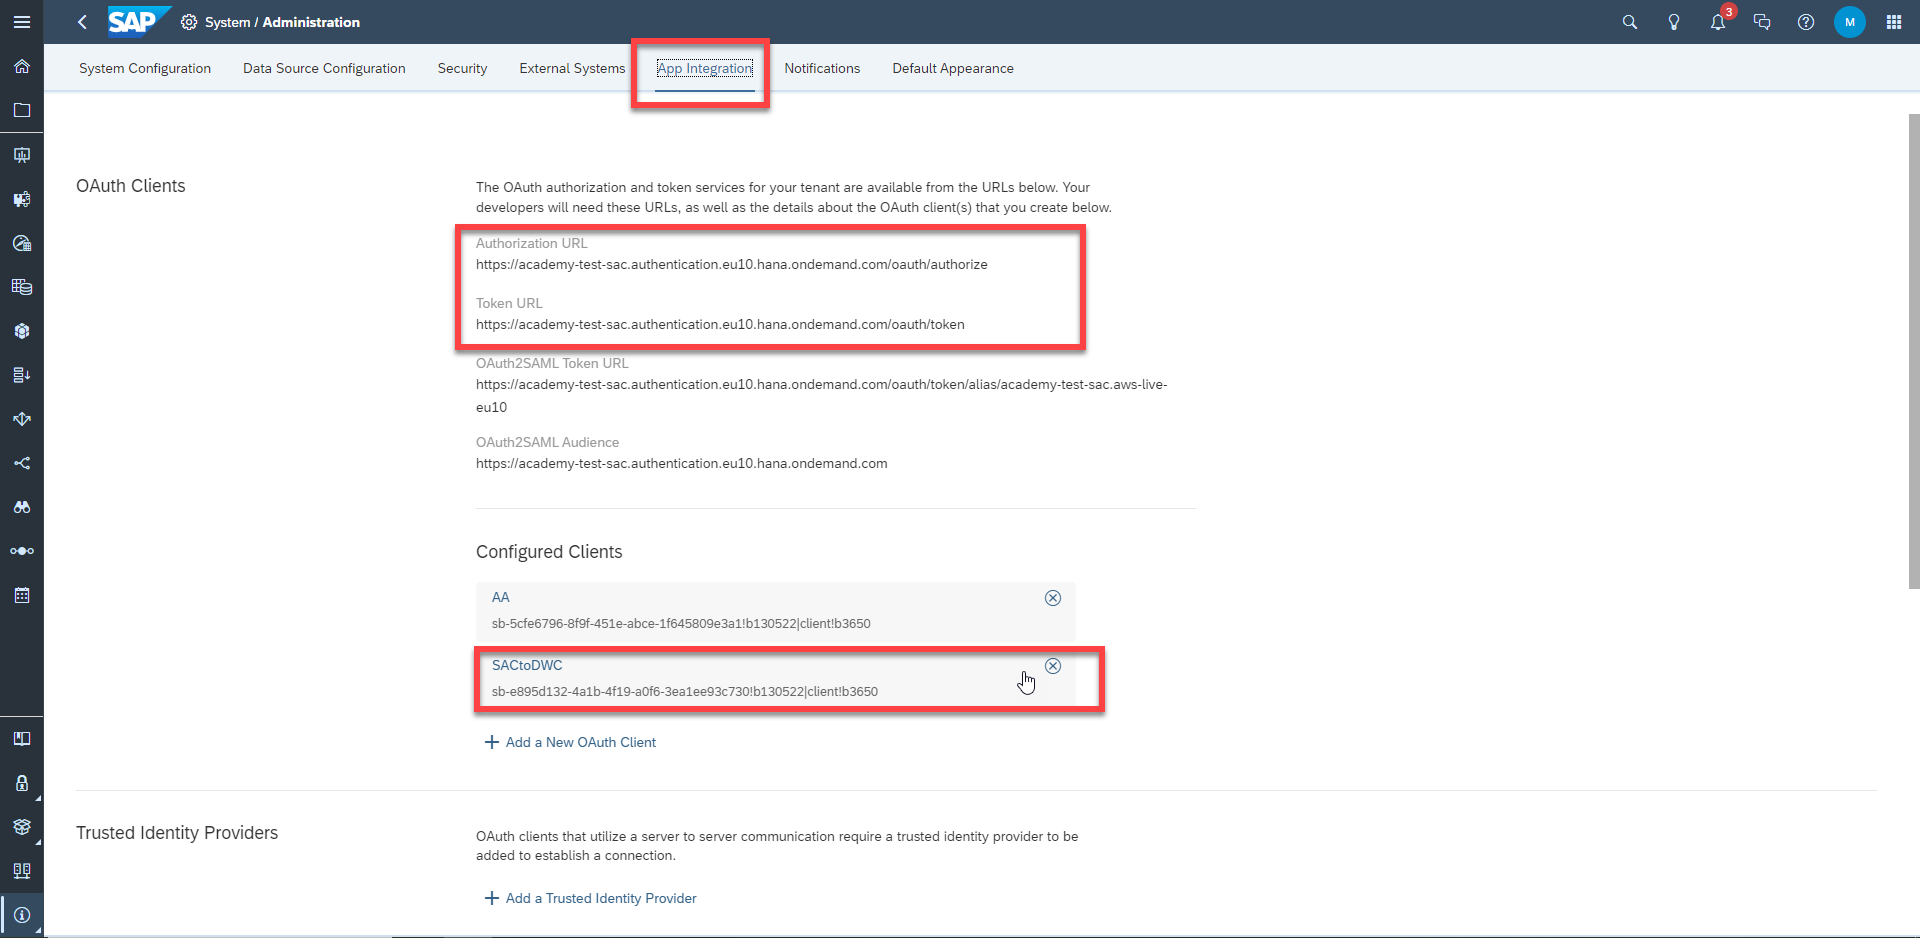 SAP
System / Administration
3
M
System Configuration
Data Source Configuration
Security
External Systems
App Integration
Notifications
Default Appearance
OAuth Clients
The OAuth authorization and token services for your tenant are available from the URLs below. Your
developers will need these URLs, as well as the details about the OAuth client(s) that you create below.
Authorization URL
https://academy-test-sac.authentication.eu10.hana.ondemand.com/oauth/authorize
Token URL
https://academy-test-sac.authentication.eu10.hana.ondemand.com/oauth/token
OAuth2SAML Token URL
https://academy-test-sac.authentication.eu10.hana.ondemand.com/oauth/token/alias/academy-test-sac.aws-live-
eu10
OAuth2SAML Audience
https://academy-test-sac.authentication.eu10.hana.ondemand.com
Configured Clients
AA
sb-5cfe6796-8f9f-451e-abce-1f645809e3a1!b130522|client!b3650
SACtoDWC
sb-e895d132-4a1b-4f19-a0f6-3ea1ee93c730!b130522|client!b3650
Add a New OAuth Client
Trusted Identity Providers
OAuth clients that utilize a server to server communication require a trusted identity provider to be
added to establish a connection.
Add a Trusted Identity Provider